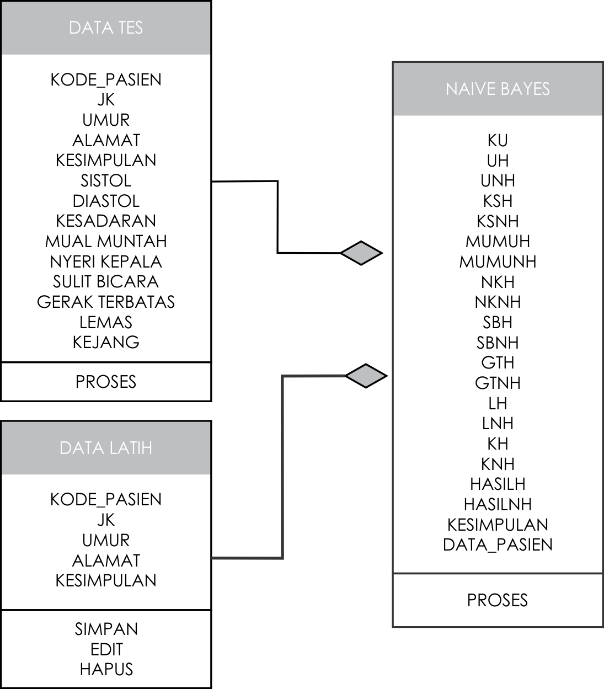 DATA TES
KODE_PASIEN
JK
UMUR
ALAMAT
KESIMPULAN
SISTOL
DIASTOL
KESADARAN
MUAL MUNTAH
NYERI KEPALA
SULIT BICARA
GERAK TERBATAS
LEMAS
KEJANG
PROSES
DATA LATIH
KODE_PASIEN
JK
UMUR
ALAMAT
KESIMPULAN
SIMPAN
EDIT
HAPUS
NAIVE BAYES
KU
UH
UNH
KSH
KSNH
MUMUH
MUMUNH
NKH
NKNH
SBH
SBNH
GTH
GTNH
LH
LNH
KH
KNH
HASILH
HASILNH
KESIMPULAN
DATA_PASIEN
PROSES